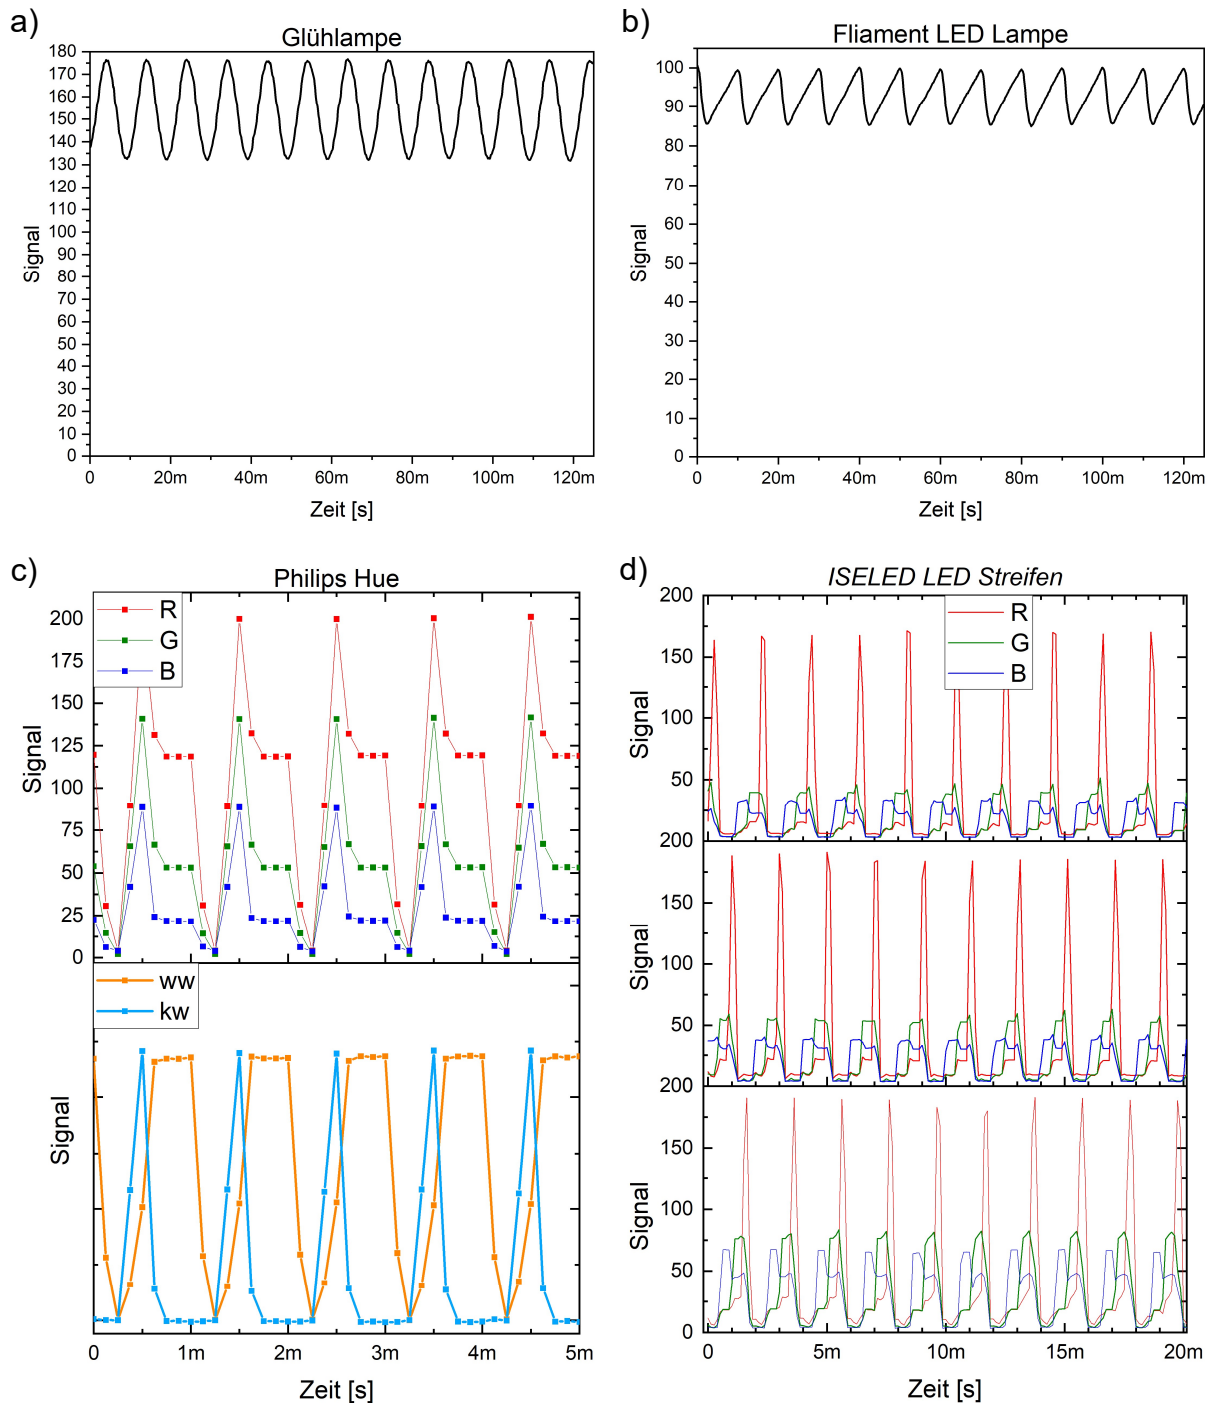 a)
Glühlampe
180
170
160
150
140
130
120
110
100
90
80
70
60
50
40
30
20
10
0
Signal
0 20m 40m 60m 80m 100m 120m
Zeit [s]
b)
Fliament LED Lampe
100
90
80
70
60
50
40
30
20
10
0
Signal
0 20m 40m 60m 80m 100m 120m
Zeit [s]
c)
Philips Hue
R
G
B
200
175
150
125
100
75
50
25
0
Signal
ww
kw
Signal
0 1m 2m 3m 4m 5m
Zeit [s]
d)
ISELED LED Streifen
R
G
B
200
150
100
50
Signal
200
150
100
50
Signal
200
150
100
50
0
Signal
0 5m 10m 15m 20m
Zeit [s]